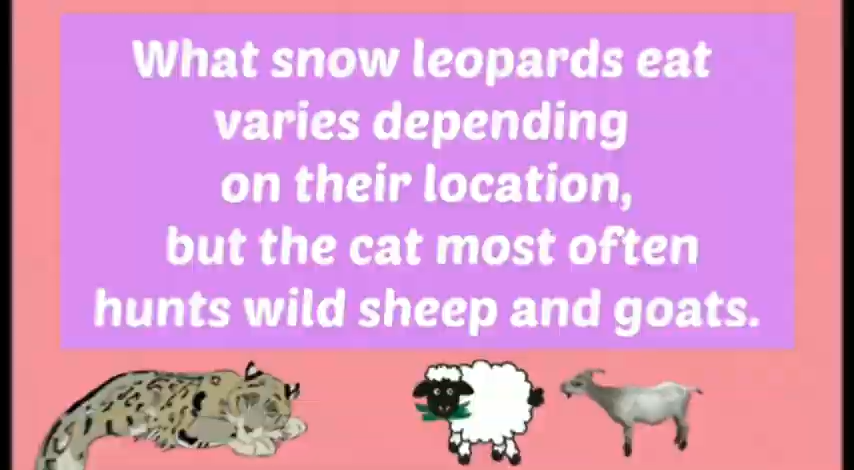 What snow leopards eat
varies depending
on their location,
but the cat most often
hunts wild sheep and goats.